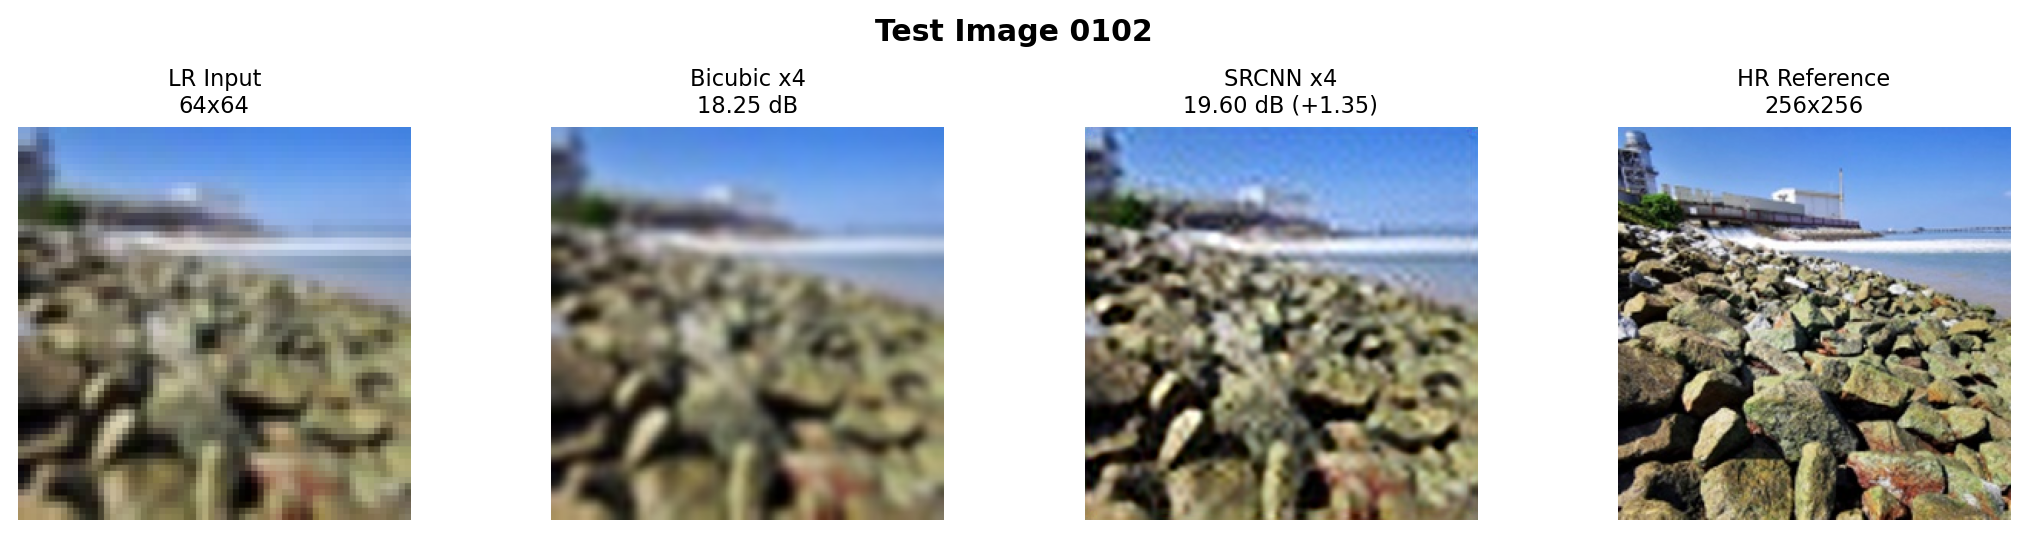 Test Image 0102
LR Input
64x64
Bicubic x4
18.25 dB
SRCNN x4
19.60 dB (+1.35)
HR Reference
256x256